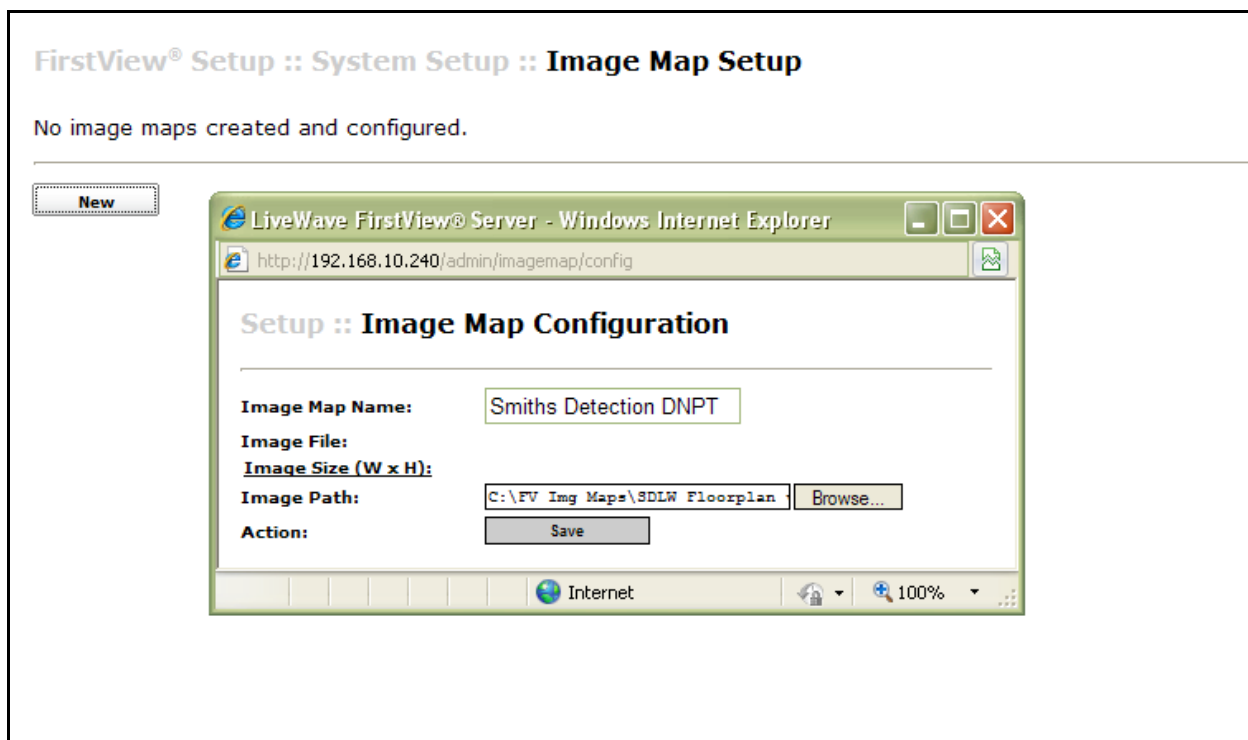 FirstView® Setup :: System Setup :: Image Map Setup
No image maps created and configured.
New
LiveWave FirstView® Server - Windows Internet Explorer
http://192.168.10.240/admin/imagemap/config
Setup :: Image Map Configuration
Image Map Name: Smiths Detection DNPT
Image File:
Image Size (W x H):
Image Path: C:\FV Img Maps\SDLW Floorplan Browse...
Action: Save
Internet 100%